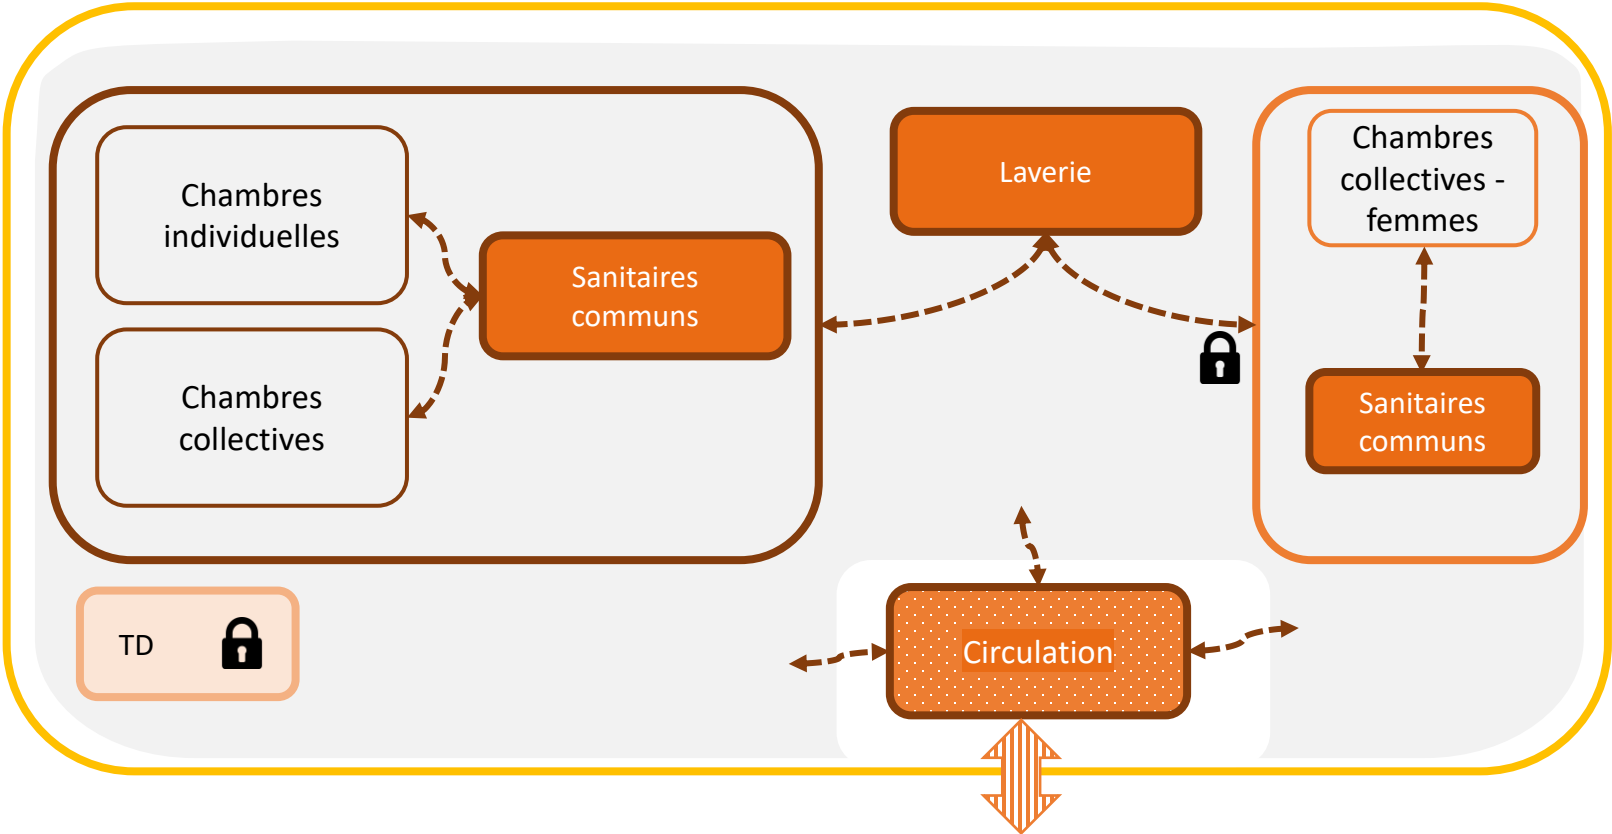 Chambres
individuelles
Chambres
collectives
Sanitaires
communs
Laverie
Chambres
collectives -
femmes
Sanitaires
communs
TD
Circulation